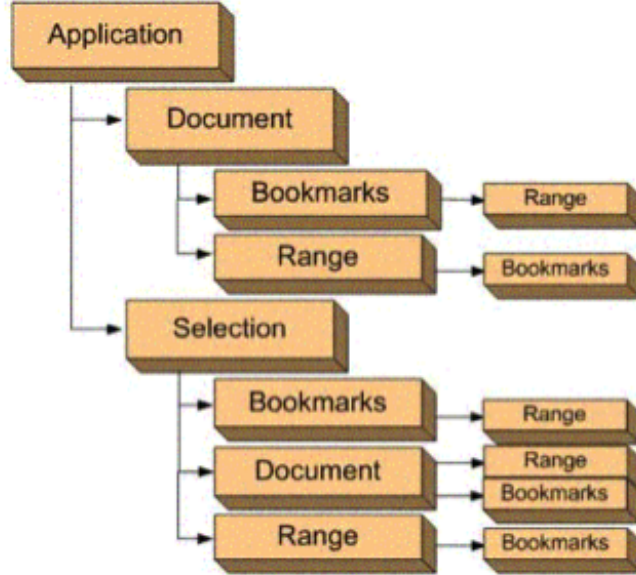 Application
Document
Bookmarks
Range
Range
Bookmarks
Selection
Bookmarks
Range
Document
Range
Bookmarks
Range
Bookmarks